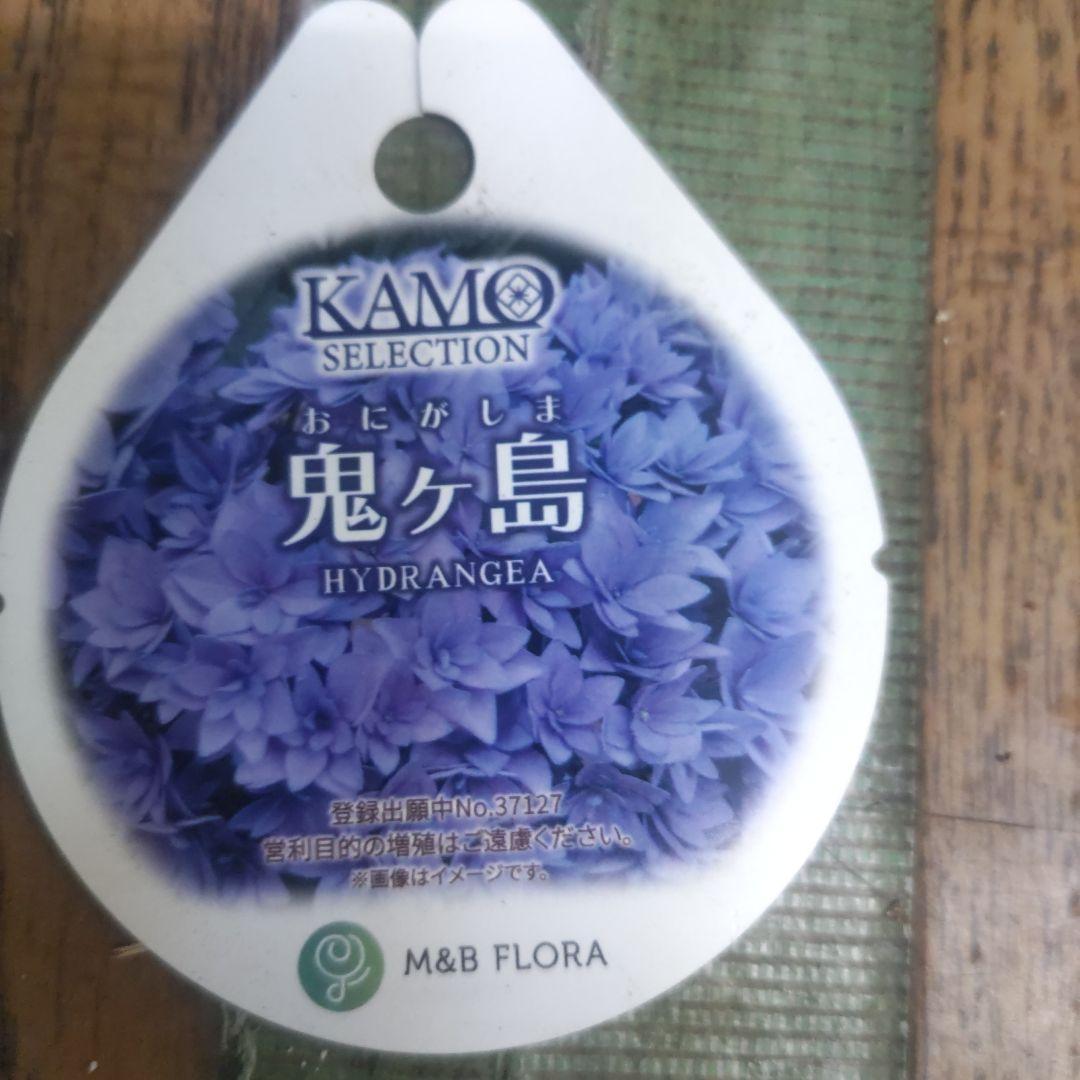 KAMO
SELECTION
おにがしま
鬼ヶ島
HYDRANGEA
登録出願中No.37127
営利目的の増殖はご遠慮ください。
※画像はイメージです。
M&B FLORA